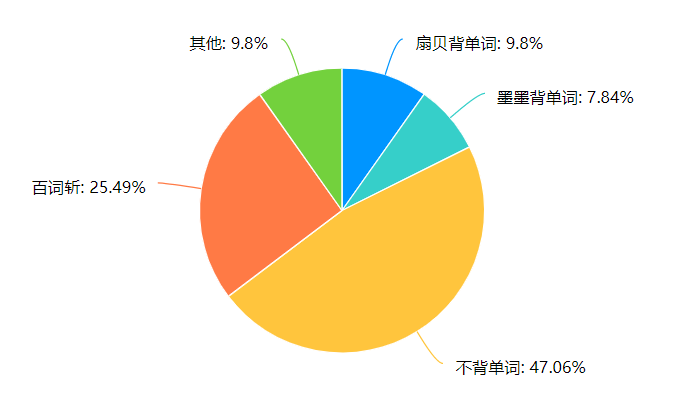 其他: 9.8%
扇贝背单词: 9.8%
墨墨背单词: 7.84%
百词斩: 25.49%
不背单词: 47.06%